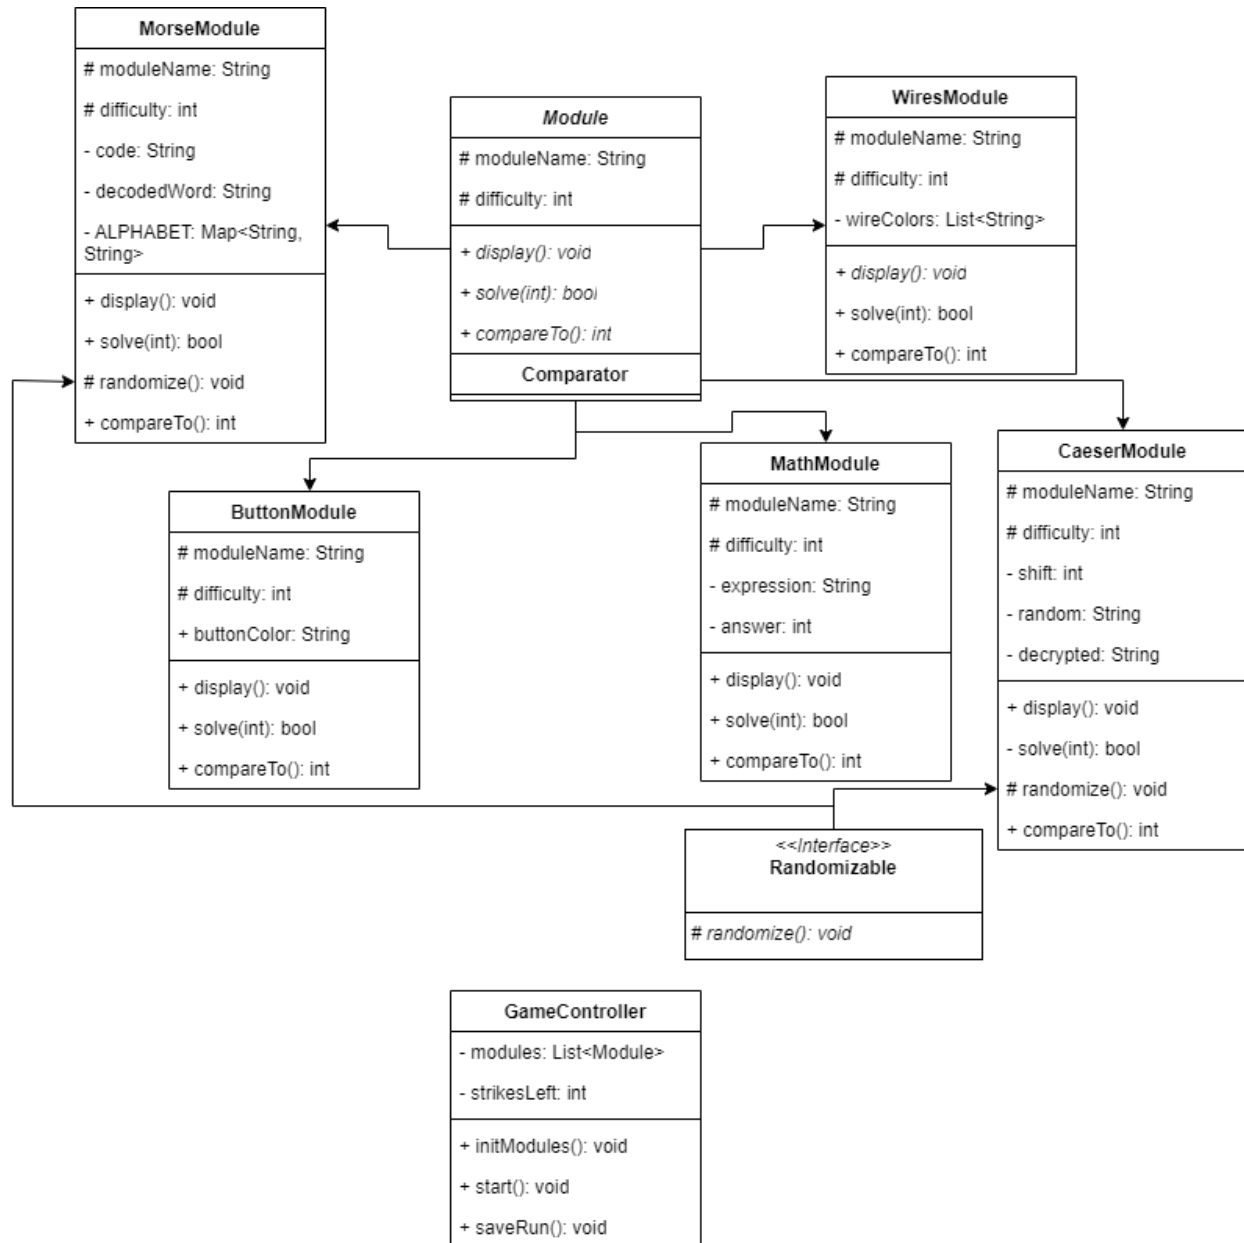 MorseModule
# moduleName: String
# difficulty: int
- code: String
- decodedWord: String
- ALPHABET: Map<String,
String>
+ display(): void
+ solve(int): bool
# randomize(): void
+ compareTo(): int
Module
# moduleName: String
# difficulty: int
+ display(): void
+ solve(int): bool
+ compareTo(): int
Comparator
WiresModule
# moduleName: String
# difficulty: int
- wireColors: List<String>
+ display(): void
+ solve(int): bool
+ compareTo(): int
ButtonModule
# moduleName: String
# difficulty: int
+ buttonColor: String
+ display(): void
+ solve(int): bool
+ compareTo(): int
MathModule
# moduleName: String
# difficulty: int
- expression: String
- answer: int
+ display(): void
+ solve(int): bool
+ compareTo(): int
CaeserModule
# moduleName: String
# difficulty: int
- shift: int
- random: String
- decrypted: String
+ display(): void
- solve(int): bool
# randomize(): void
+ compareTo(): int
<<Interface>>
Randomizable
# randomize(): void
GameController
- modules: List<Module>
- strikesLeft: int
+ initModules(): void
+ start(): void
+ saveRun(): void